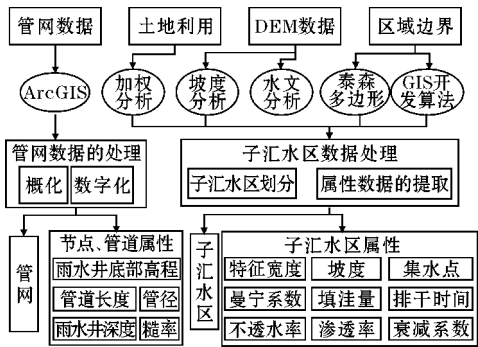 管网数据
土地利用
DEM数据
区域边界
ArcGIS
加权
分析
坡度
分析
水文
分析
泰森
多边形
GIS开
发算法
管网数据的处理
概化
数字化
子汇水区数据处理
子汇水区划分
属性数据的提取
管网
节点、管道属性
雨水井底部高程
管道长度
管径
雨水井深度
糙率
子汇水区
子汇水区属性
特征宽度
坡度
集水点
曼宁系数
填洼量
排干时间
不透水率
渗透率
衰减系数